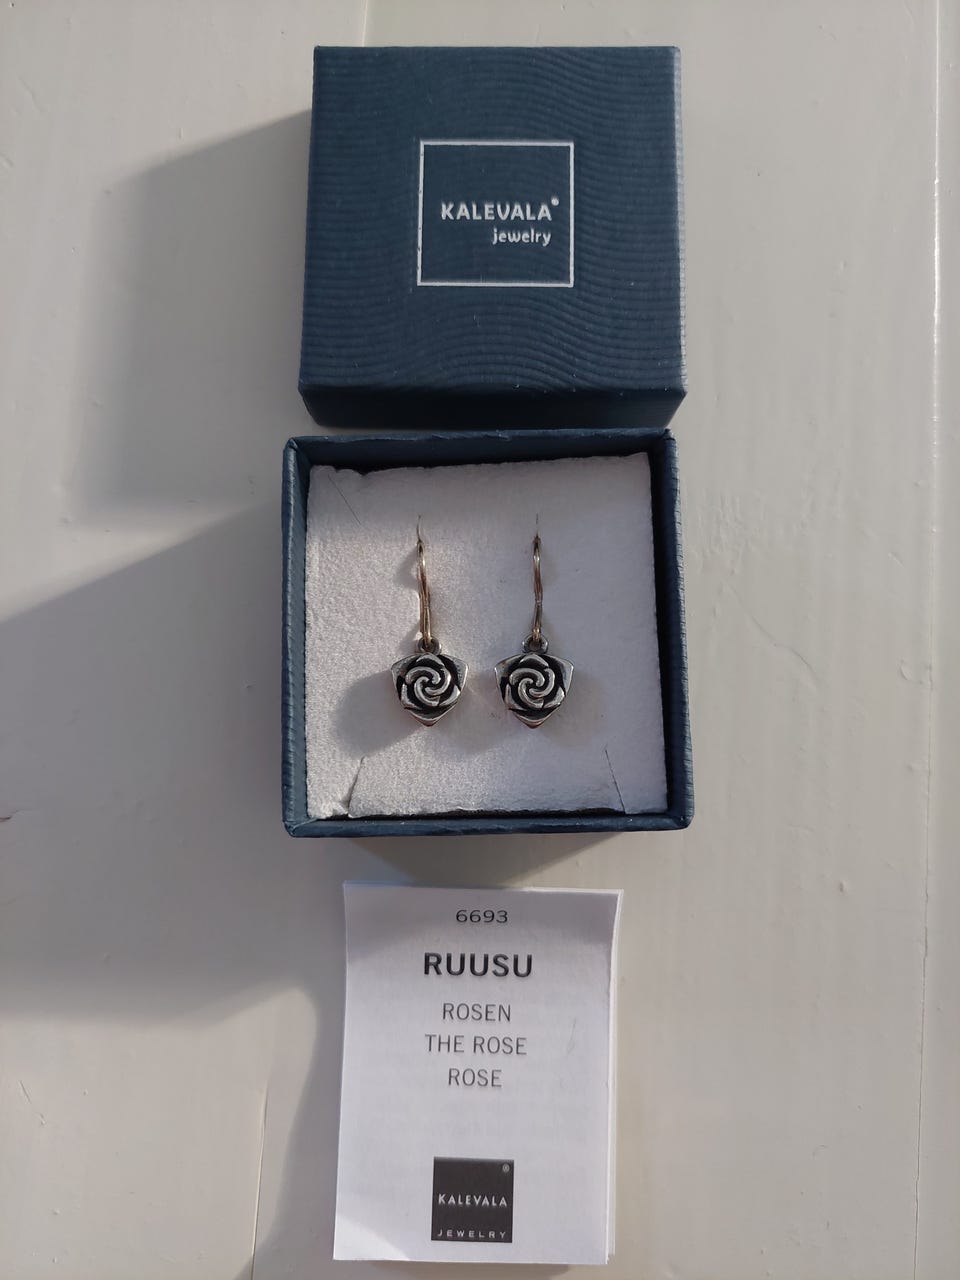 KALEVALA®
jewelry
6693
RUUSU
ROSEN
THE ROSE
ROSE
®
KALEVALA
JEWELRY